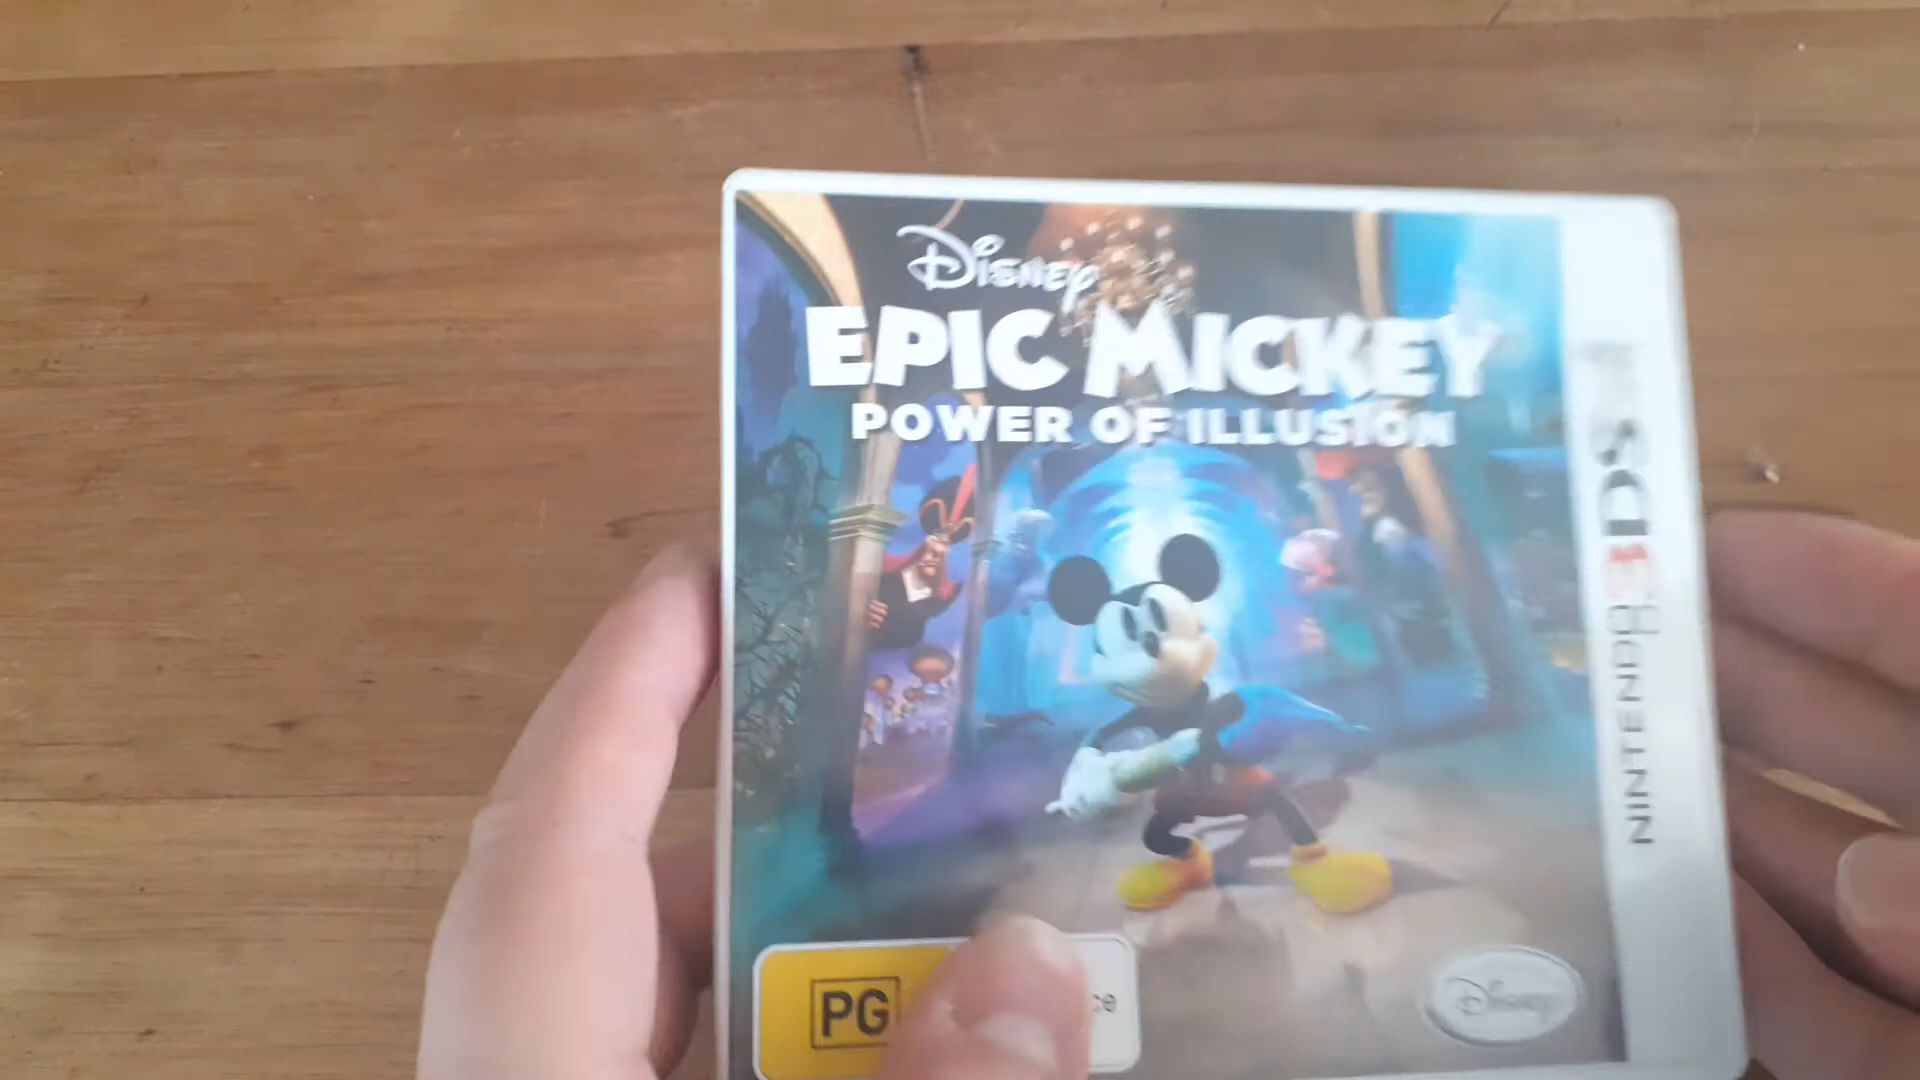 Disney
EPIC MICKEY
POWER OF ILLUSION
NINTENDO 3DS
PG
Disney